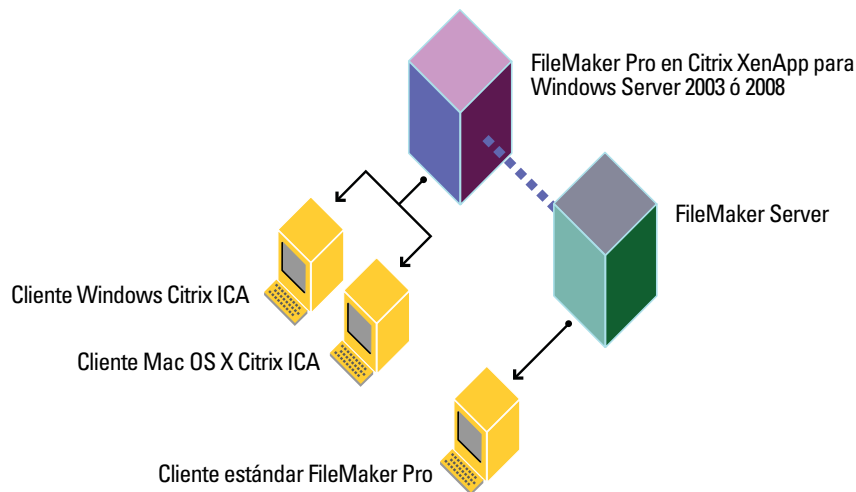 FileMaker Pro en Citrix XenApp para
Windows Server 2003 ó 2008
FileMaker Server
Cliente Windows Citrix ICA
Cliente Mac OS X Citrix ICA
Cliente estándar FileMaker Pro